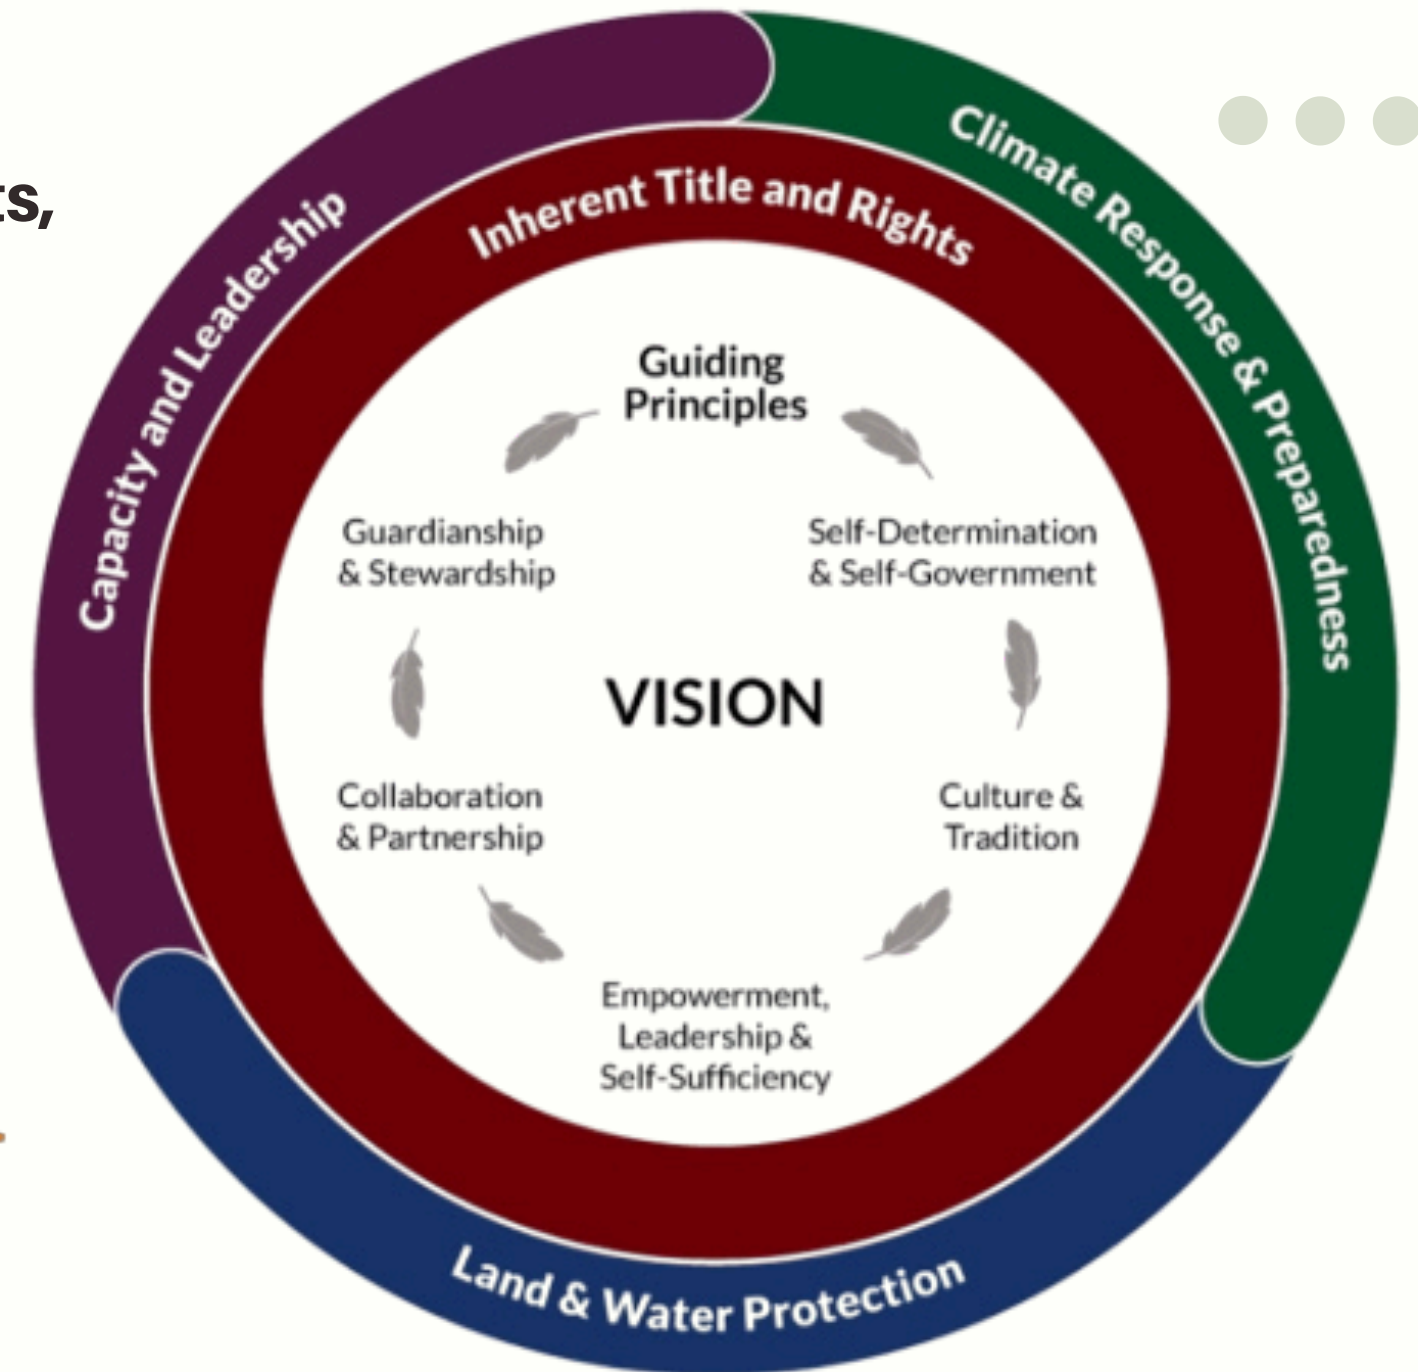 ts,
Capacity and Leadership
Climate Response & Preparedness
Inherent Title and Rights
Guiding
Principles
Guardianship
& Stewardship
Self-Determination
& Self-Government
VISION
Collaboration
& Partnership
Culture &
Tradition
Empowerment,
Leadership &
Self-Sufficiency
Land & Water Protection